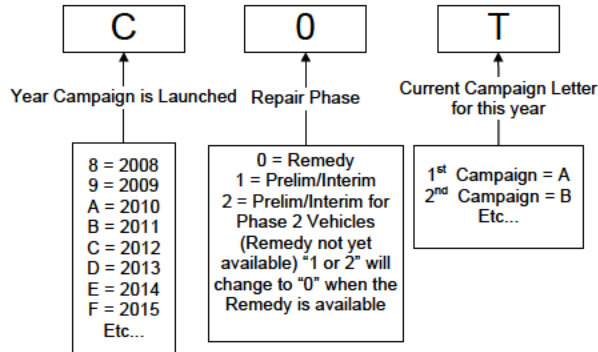 C
0
T
Year Campaign is Launched
Repair Phase
Current Campaign Letter
for this year
8 = 2008
9 = 2009
A = 2010
B = 2011
C = 2012
D = 2013
E = 2014
F = 2015
Etc...
0 = Remedy
1 = Prelim/Interim
2 = Prelim/Interim for
Phase 2 Vehicles
(Remedy not yet
available) “1 or 2” will
change to “0” when the
Remedy is available
1st Campaign = A
2nd Campaign = B
Etc...